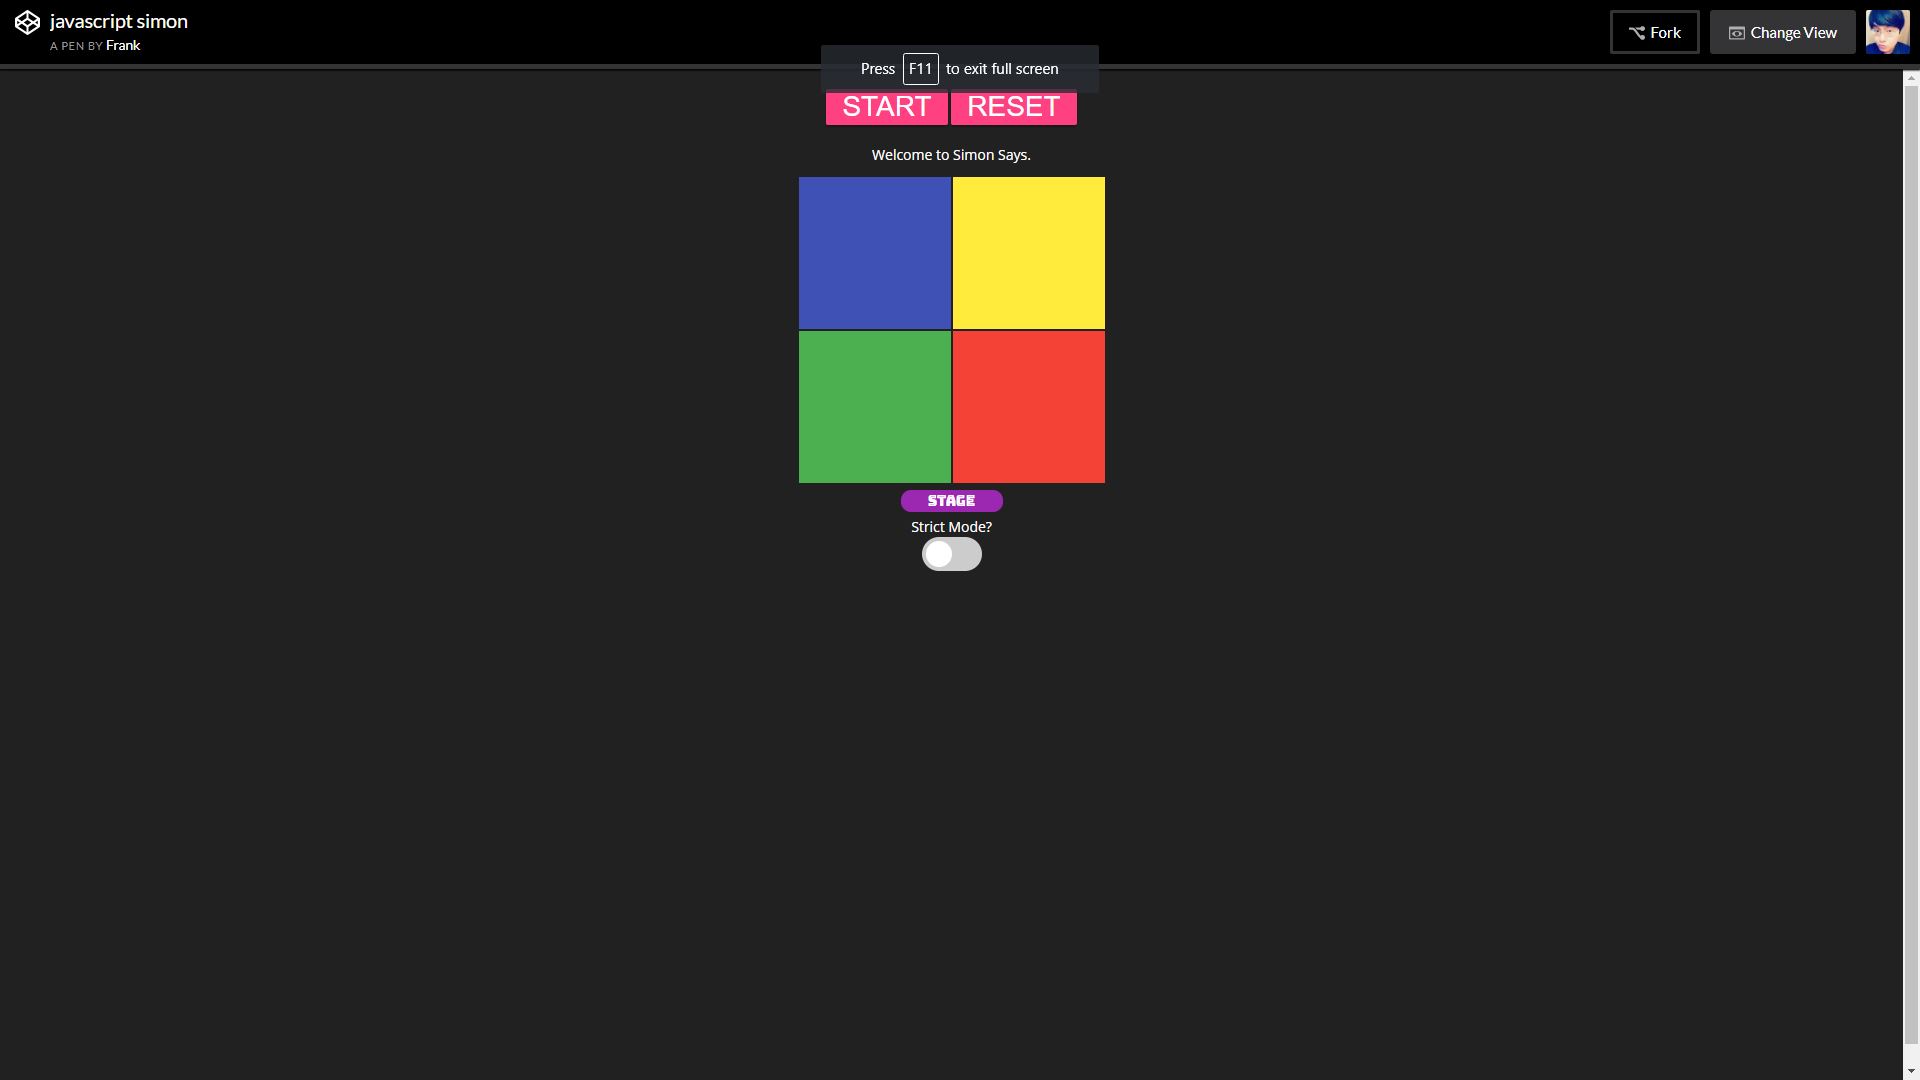 javascript simon
A PEN BY Frank
Fork
Change View
Press F11 to exit full screen
START RESET
Welcome to Simon Says.
STAGE
Strict Mode?